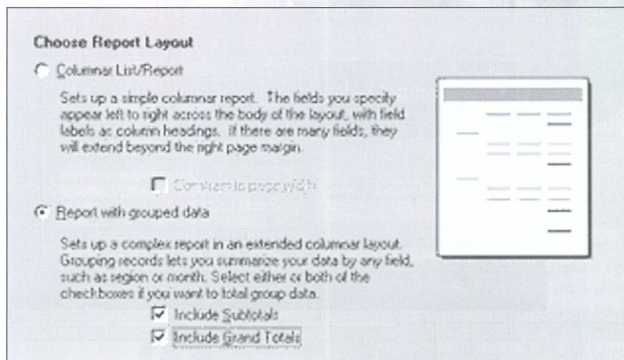 Choose Report Layout
Columnar List/Report
Sets up a simple columnar report. The fields you specify
appear left to right across the body of the layout, with field
labels as column headings. If there are many fields, they
will extend beyond the right page margin.
Constrain to page width
Report with grouped data
Sets up a complex report in an extended columnar layout.
Grouping records lets you summarize your data by any field,
such as region or month. Select either or both of the
checkboxes if you want to total group data.
Include Subtotals
Include Grand Totals